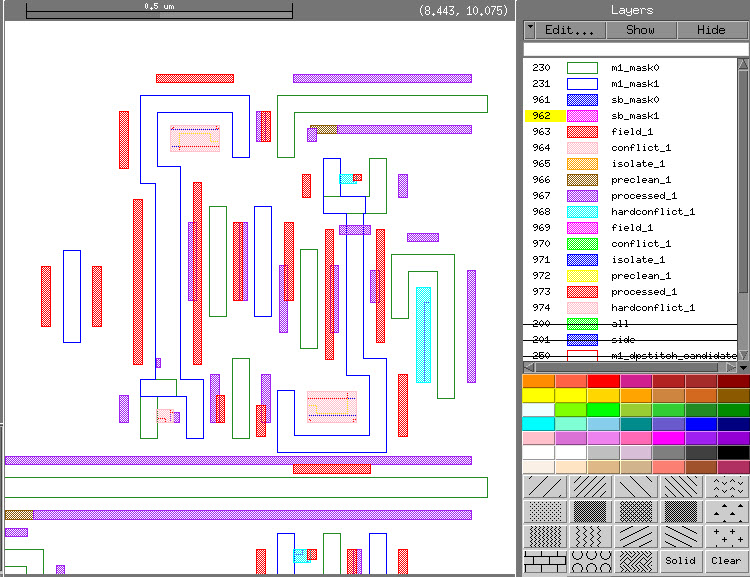 0.5 um
(8.443, 10.075)
Layers
Edit...
Show
Hide
230 m1_mask0
231 m1_mask1
961 sb_mask0
962 sb_mask1
963 field_1
964 conflict_1
965 isolate_1
966 preclean_1
967 processed_1
968 hardconflict_1
969 field_1
970 conflict_1
971 isolate_1
972 preclean_1
973 processed_1
974 hardconflict_1
200 all
201 side
250 m1_dpstitch_candidate
Solid
Clear